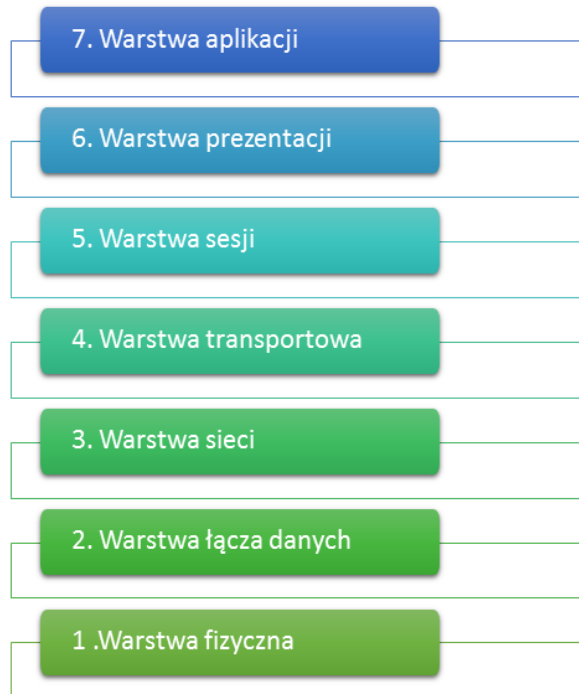 7. Warstwa aplikacji
6. Warstwa prezentacji
5. Warstwa sesji
4. Warstwa transportowa
3. Warstwa sieci
2. Warstwa łącza danych
1 .Warstwa fizyczna